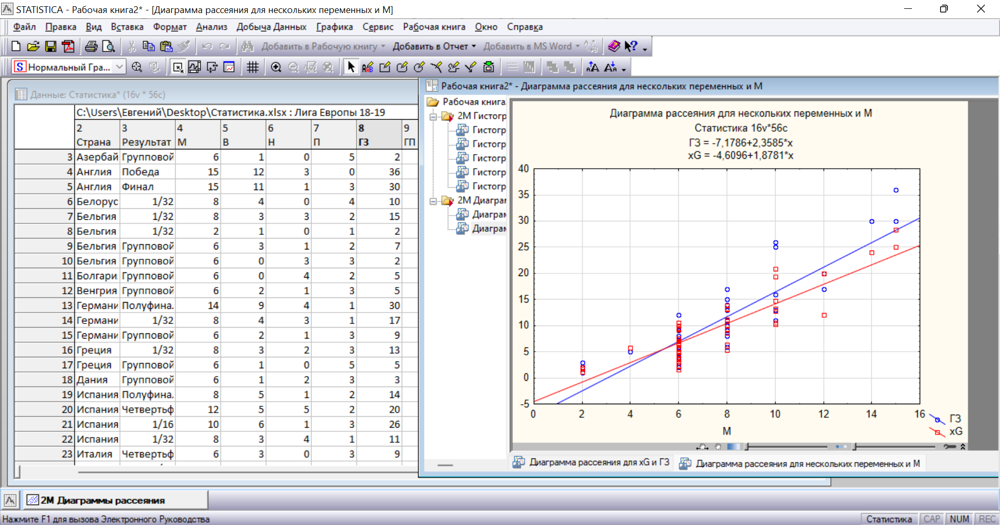 STATISTICA - Рабочая книга2* - [Диаграмма рассеяния для нескольких переменных и М]
Файл Правка Вид Вставка Формат Анализ Добыча Данных Графика Сервис Рабочая книга Окно Справка
Добавить в Рабочую книгу Добавить в Отчет Добавить в MS Word
Нормальный Гра...
Данные: Статистика* (16v * 56c)
C:\Users\Евгений\Desktop\Статистика.xlsx : Лига Европы 18-19
2 3 4 5 6 7 8 9
Страна Результат М В Н П ГЗ ГП
3 Азербай Групповой 6 1 0 5 2
4 Англия Победа 15 12 3 0 36
5 Англия Финал 15 11 1 3 30
6 Белорус 1/32 8 4 0 4 10
7 Бельгия 1/32 8 3 3 2 15
8 Бельгия 1/32 2 1 0 1 2
9 Бельгия Групповой 6 3 1 2 7
10 Бельгия Групповой 6 0 3 3 2
11 Болгари Групповой 6 0 4 2 5
12 Венгрия Групповой 6 2 1 3 5
13 Германи Полуфина. 14 9 4 1 30
14 Германи 1/32 8 4 3 1 17
15 Германи Групповой 6 2 1 3 9
16 Греция 1/32 8 3 2 3 13
17 Греция Групповой 6 1 0 5 5
18 Дания Групповой 6 1 2 3 3
19 Испания Полуфина. 8 5 1 2 14
20 Испания Четвертьф 12 5 5 2 20
21 Испания 1/16 10 6 1 3 26
22 Испания 1/32 8 3 4 1 11
23 Италия Четвертьф 6 3 0 3 9
Рабочая книга2* - Диаграмма рассеяния для нескольких переменных и М
Рабочая книга
2М Гистогр
Гистогр
Гистогр
Гистогр
Гистогр
Гистогр
2М Диаграм
Диаграм
Диаграм
Диаграмма рассеяния для нескольких переменных и М
Статистика 16v*56c
ГЗ = -7,1786+2,3585*x
xG = -4,6096+1,8781*x
40
35
30
25
20
15
10
5
0
-5
0 2 4 6 8 10 12 14 16
М
ГЗ
xG
Диаграмма рассеяния для xG и ГЗ
Диаграмма рассеяния для нескольких переменных и М
2М Диаграммы рассеяния
Нажмите F1 для вызова Электронного Руководства
Статистика CAP NUM REC